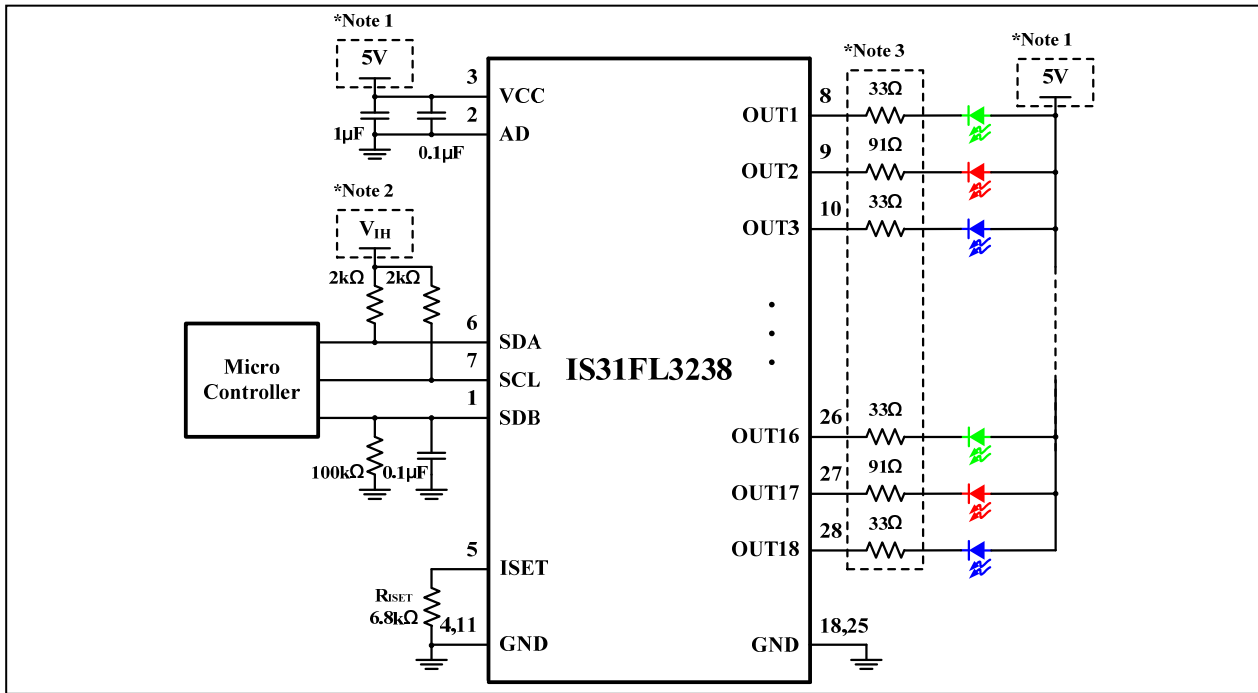 *Note 1
5V
3
VCC
1µF
2
AD
0.1µF
*Note 2
VIH
2kΩ 2kΩ
6
SDA
7
SCL
1
SDB
Micro
Controller
100kΩ
0.1µF
5
ISET
RISET
6.8kΩ
4,11
GND
IS31FL3238
*Note 3
*Note 1
5V
33Ω
8
OUT1
91Ω
9
OUT2
33Ω
10
OUT3
33Ω
26
OUT16
91Ω
27
OUT17
33Ω
28
OUT18
18,25
GND